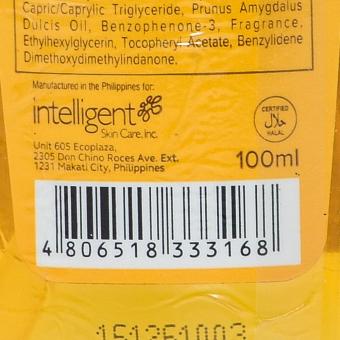 Capric/Caprylic Triglyceride, Prunus Amygdalus
Dulcis Oil, Benzophenone-3, Fragrance,
Ethylhexylglycerin, Tocopheryl Acetate, Benzylidene
Dimethoxydimethylindanone.
Manufactured in the Philippines for:
intelligent
Skin Care, Inc.
CERTIFIED
حلال
HALAL
Unit 605 Ecoplaza,
2305 Don Chino Roces Ave. Ext.
1231 Makati City, Philippines
100ml
4 806518 333168
161261003